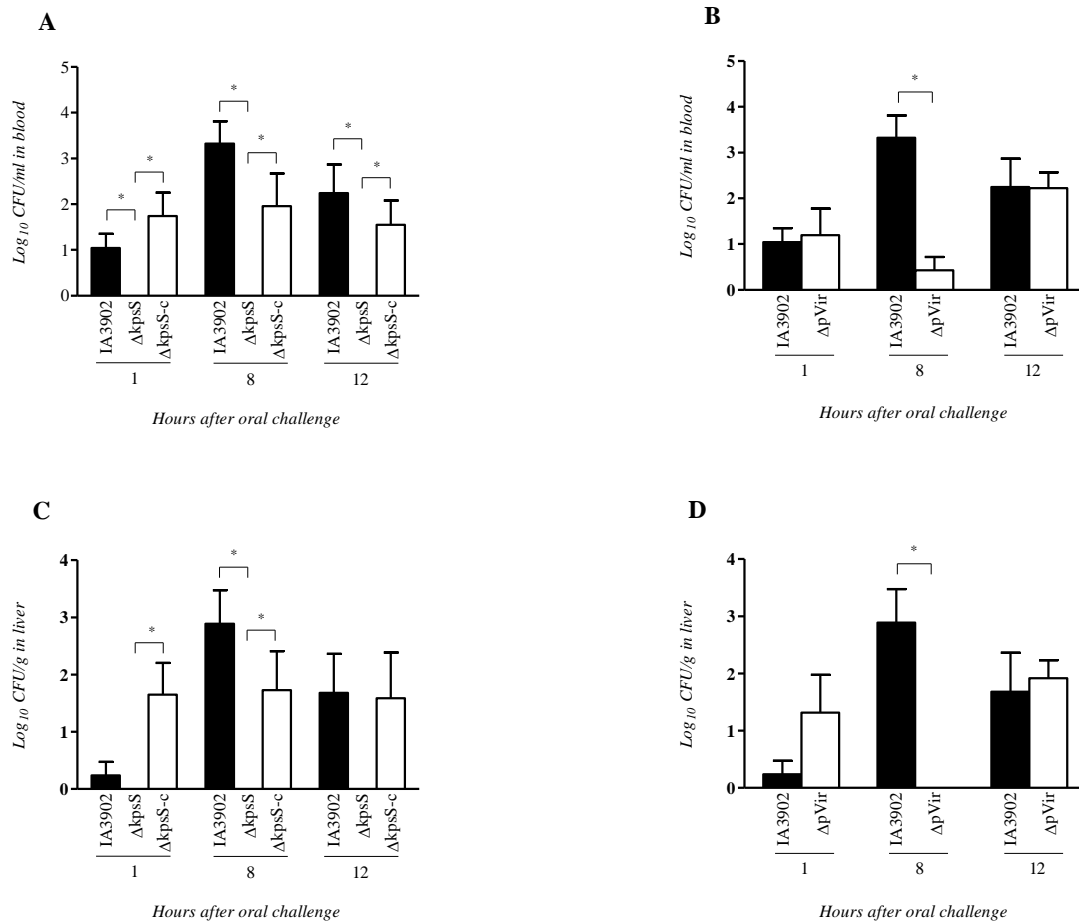 A
Log10 CFU/ml in blood
5
4
3
2
1
0
* * * * * *
IA3902 ΔkpsS ΔkpsS-c IA3902 ΔkpsS ΔkpsS-c IA3902 ΔkpsS ΔkpsS-c
1 8 12
Hours after oral challenge
B
Log10 CFU/ml in blood
5
4
3
2
1
0
*
IA3902 ΔpVir IA3902 ΔpVir IA3902 ΔpVir
1 8 12
Hours after oral challenge
C
Log10 CFU/g in liver
4
3
2
1
0
* * *
IA3902 ΔkpsS ΔkpsS-c IA3902 ΔkpsS ΔkpsS-c IA3902 ΔkpsS ΔkpsS-c
1 8 12
Hours after oral challenge
D
Log10 CFU/g in liver
4
3
2
1
0
*
IA3902 ΔpVir IA3902 ΔpVir IA3902 ΔpVir
1 8 12
Hours after oral challenge